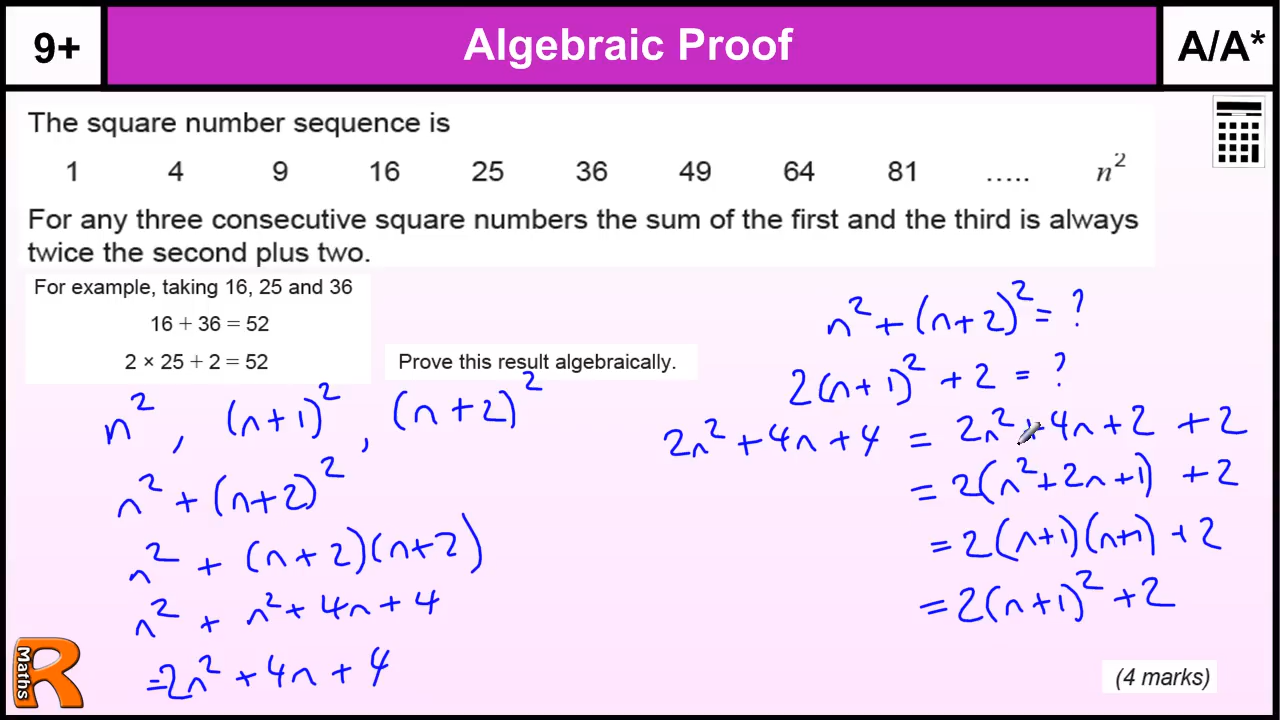 9+ Algebraic Proof A/A*
The square number sequence is
1 4 9 16 25 36 49 64 81 ..... n²
For any three consecutive square numbers the sum of the first and the third is always
twice the second plus two.
For example, taking 16, 25 and 36
16 + 36 = 52
2 × 25 + 2 = 52
Prove this result algebraically.
n² , (n+1)² , (n+2)²
n² + (n+2)²
n² + (n+2)(n+2)
n² + n² + 4n + 4
=2n² + 4n + 4
n² + (n+2)² = ?
2(n+1)² + 2 = ?
2n² + 4n + 4 = 2n² + 4n + 2 + 2
= 2(n² + 2n + 1) + 2
= 2(n+1)(n+1) + 2
= 2(n+1)² + 2
R Maths
(4 marks)